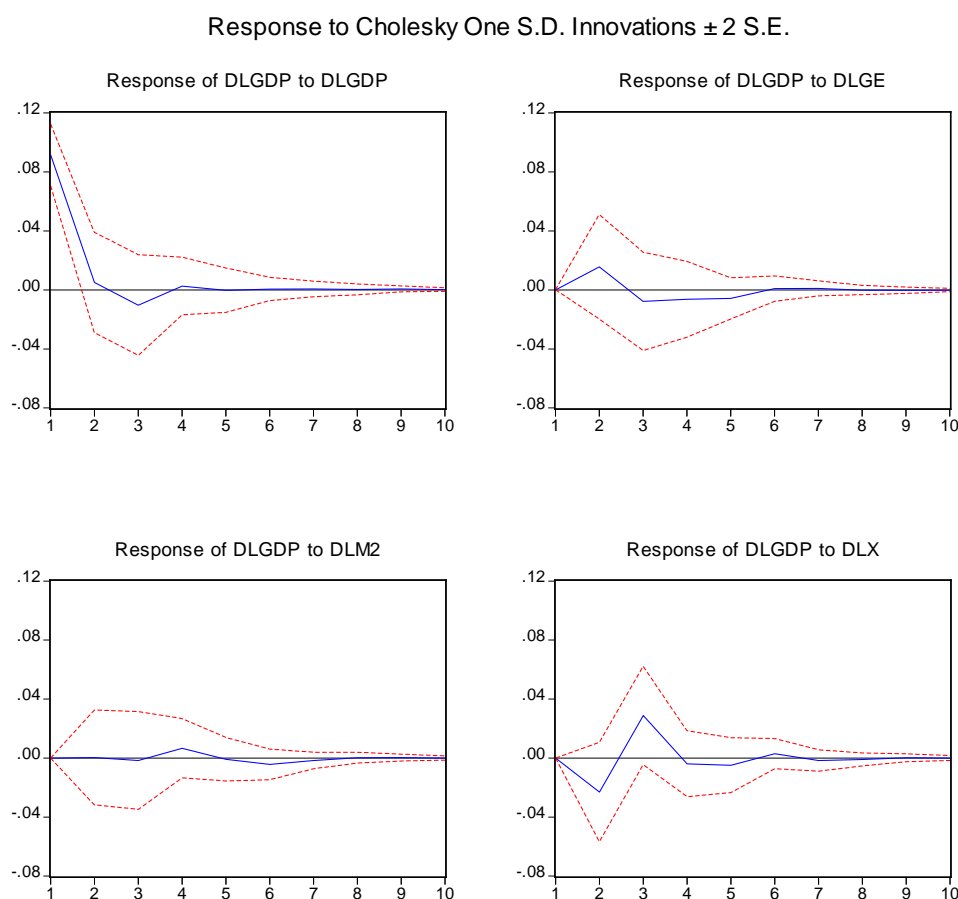 Response to Cholesky One S.D. Innovations ± 2 S.E.
Response of DLGDP to DLGDP
.12
.08
.04
.00
-.04
-.08
1 2 3 4 5 6 7 8 9 10
Response of DLGDP to DLGE
.12
.08
.04
.00
-.04
-.08
1 2 3 4 5 6 7 8 9 10
Response of DLGDP to DLM2
.12
.08
.04
.00
-.04
-.08
1 2 3 4 5 6 7 8 9 10
Response of DLGDP to DLX
.12
.08
.04
.00
-.04
-.08
1 2 3 4 5 6 7 8 9 10